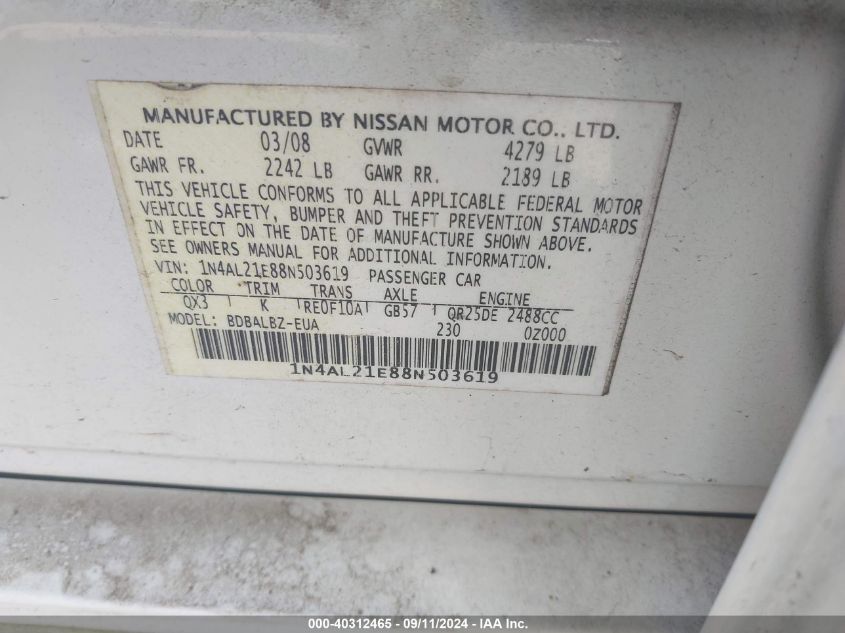 MANUFACTURED BY NISSAN MOTOR CO., LTD.
DATE 03/08 GVWR 4279 LB
GAWR FR. 2242 LB GAWR RR. 2189 LB
THIS VEHICLE CONFORMS TO ALL APPLICABLE FEDERAL MOTOR
VEHICLE SAFETY, BUMPER AND THEFT PREVENTION STANDARDS
IN EFFECT ON THE DATE OF MANUFACTURE SHOWN ABOVE.
SEE OWNERS MANUAL FOR ADDITIONAL INFORMATION.
VIN: 1N4AL21E88N503619 PASSENGER CAR
COLOR TRIM TRANS AXLE ENGINE
QX3 K RE0F10A GB57 QR25DE 2488CC
MODEL: BDBALBZ-EUA 230 0Z000
1N4AL21E88N503619
000-40312465 - 09/11/2024 - IAA Inc.